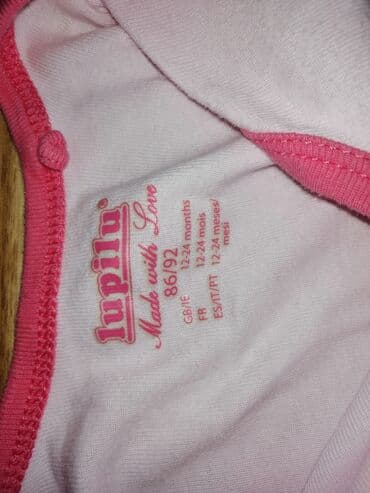 lupilu®
Made with Love
86/92
GB/IE 12-24 months
FR 12-24 mois
ES/IT/PT 12-24 meses/
mesi